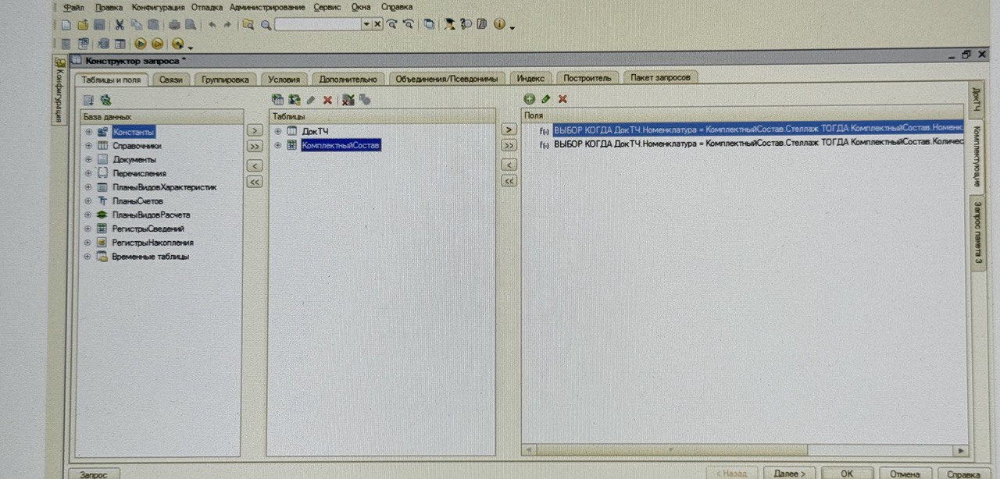 Файл Правка Конфигурация Отладка Администрирование Сервис Окна Справка
Конструктор запроса *
Таблицы и поля Связи Группировка Условия Дополнительно Объединения/Псевдонимы Индекс Построитель Пакет запросов
База данных
Константы
Справочники
Документы
Перечисления
ПланыВидовХарактеристик
ПланыСчетов
ПланыВидовРасчета
РегистрыСведений
РегистрыНакопления
Временные таблицы
> 
>>
<
<<
Таблицы
ДокТЧ
КомплектныйСостав
>
>>
<
<<
Поля
f(x) ВЫБОР КОГДА ДокТЧ.Номенклатура = КомплектныйСостав.Стеллаж ТОГДА КомплектныйСостав.Номенк
f(x) ВЫБОР КОГДА ДокТЧ.Номенклатура = КомплектныйСостав.Стеллаж ТОГДА КомплектныйСостав.Количес
Конфигурация
ДокТЧ
Комплектующие
Запрос пакета 3
Запрос < Назад Далее > OK Отмена Справка